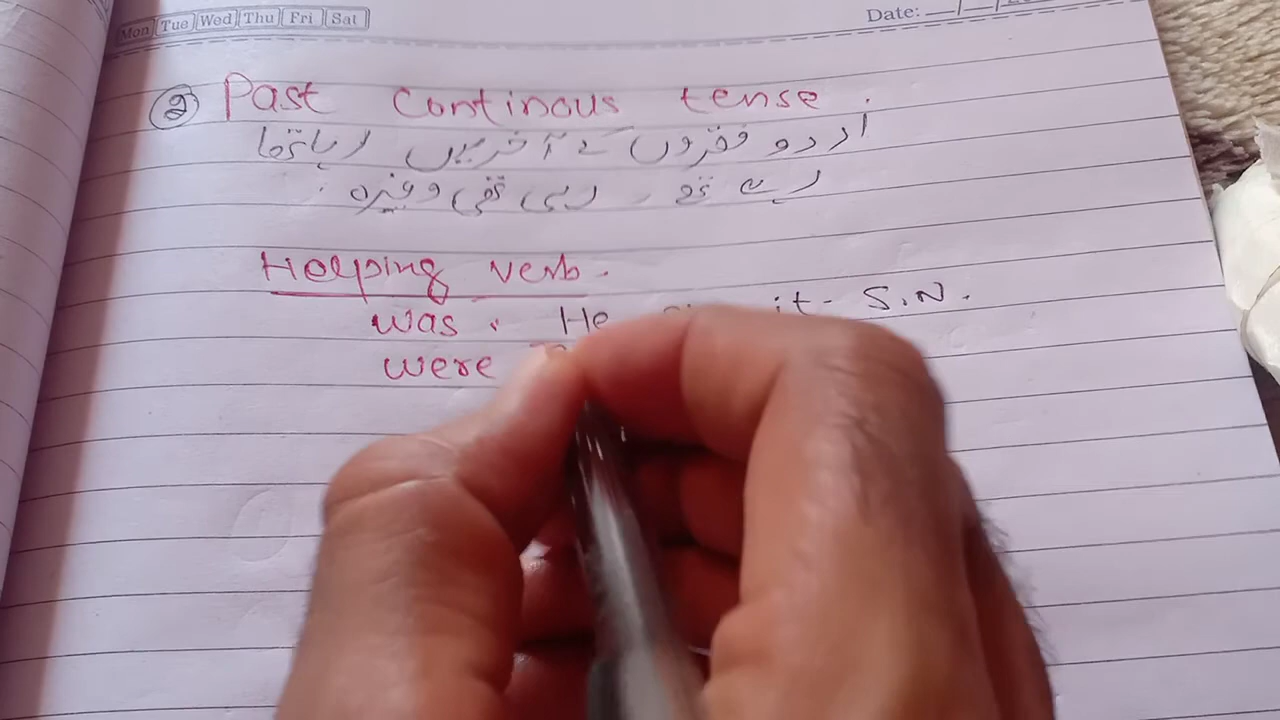 Mon Tue Wed Thu Fri Sat
Date:
2 Past Continous tense.
اردو فقروں کے آخر میں رہا تھا
رہے تھے ۔ رہی تھی وغیرہ
Helping verb.
was. He it- S.N.
were